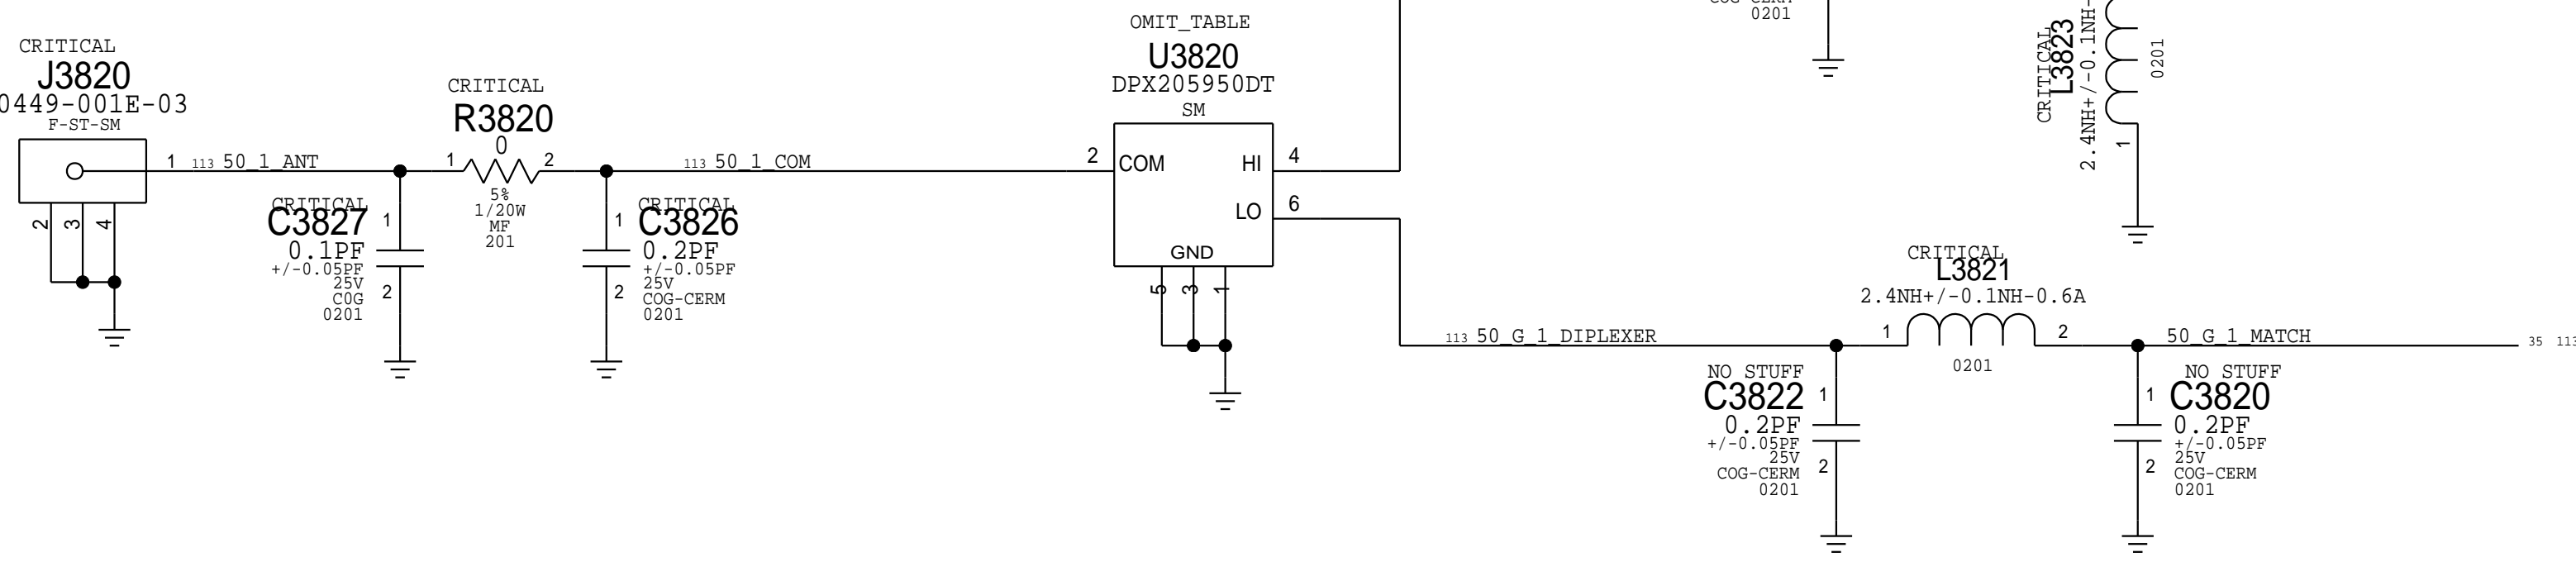 CRITICAL
J3820
0449-001E-03
F-ST-SM
1
113 50_1_ANT
2
3
4
CRITICAL
C3827
0.1PF
+/-0.05PF
25V
C0G
0201
1
2
CRITICAL
R3820
0
1
2
5%
1/20W
MF
201
CRITICAL
C3826
0.2PF
+/-0.05PF
25V
COG-CERM
0201
1
2
113 50_1_COM
OMIT_TABLE
U3820
DPX205950DT
SM
2
COM
HI
4
LO
6
GND
5
3
1
0201
CRITICAL
L3823
2.4NH+/-0.1NH-
0201
1
113 50_G_1_DIPLEXER
CRITICAL
L3821
2.4NH+/-0.1NH-0.6A
1
2
0201
50_G_1_MATCH
35 113
NO STUFF
C3822
0.2PF
+/-0.05PF
25V
COG-CERM
0201
1
2
NO STUFF
C3820
0.2PF
+/-0.05PF
25V
COG-CERM
0201
1
2